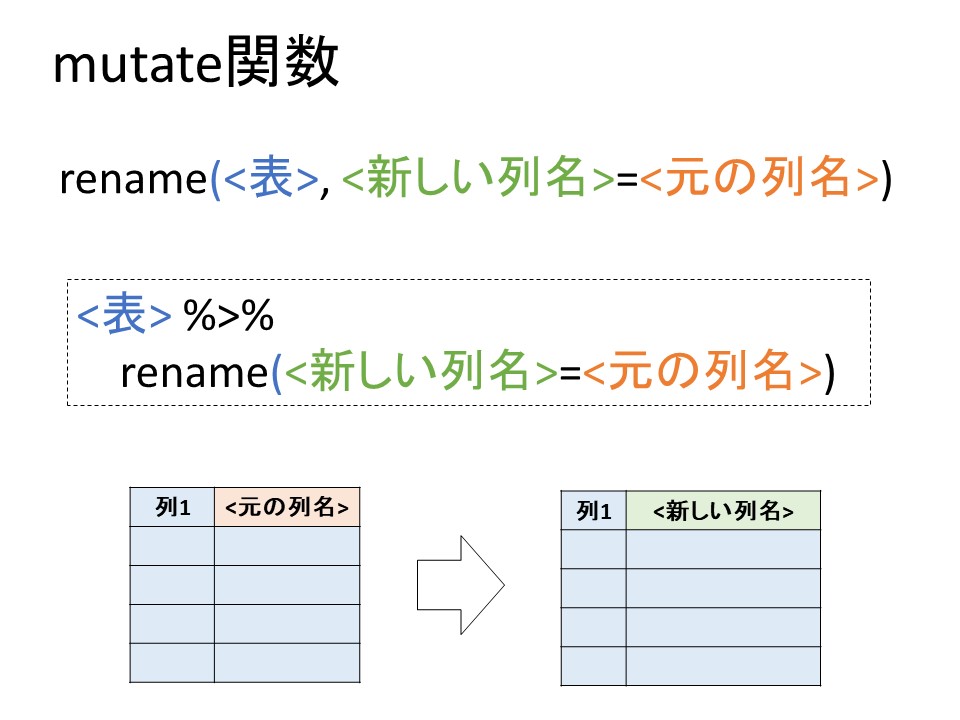 mutate関数
rename(<表>, <新しい列名>=<元の列名>)
<表> %>%
rename(<新しい列名>=<元の列名>)
列1 <元の列名>
列1 <新しい列名>